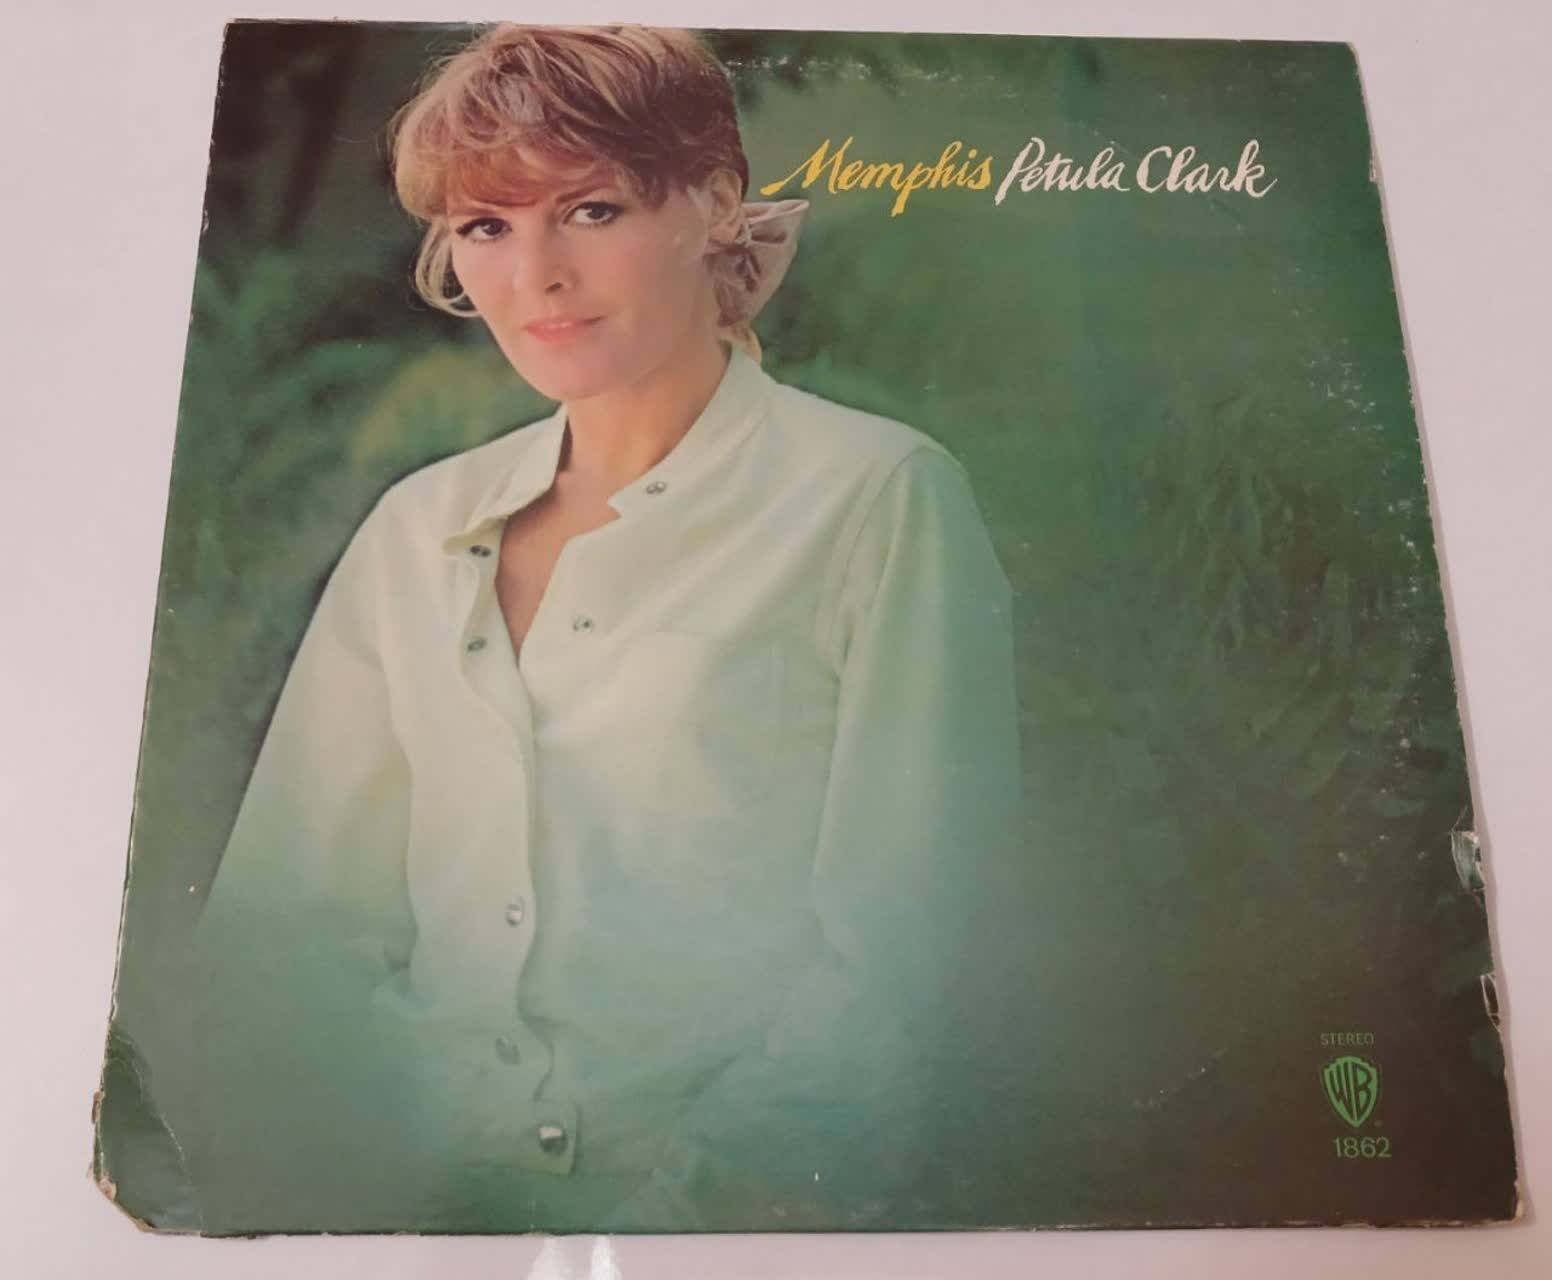 Memphis Petula Clark
STEREO
WB
1862